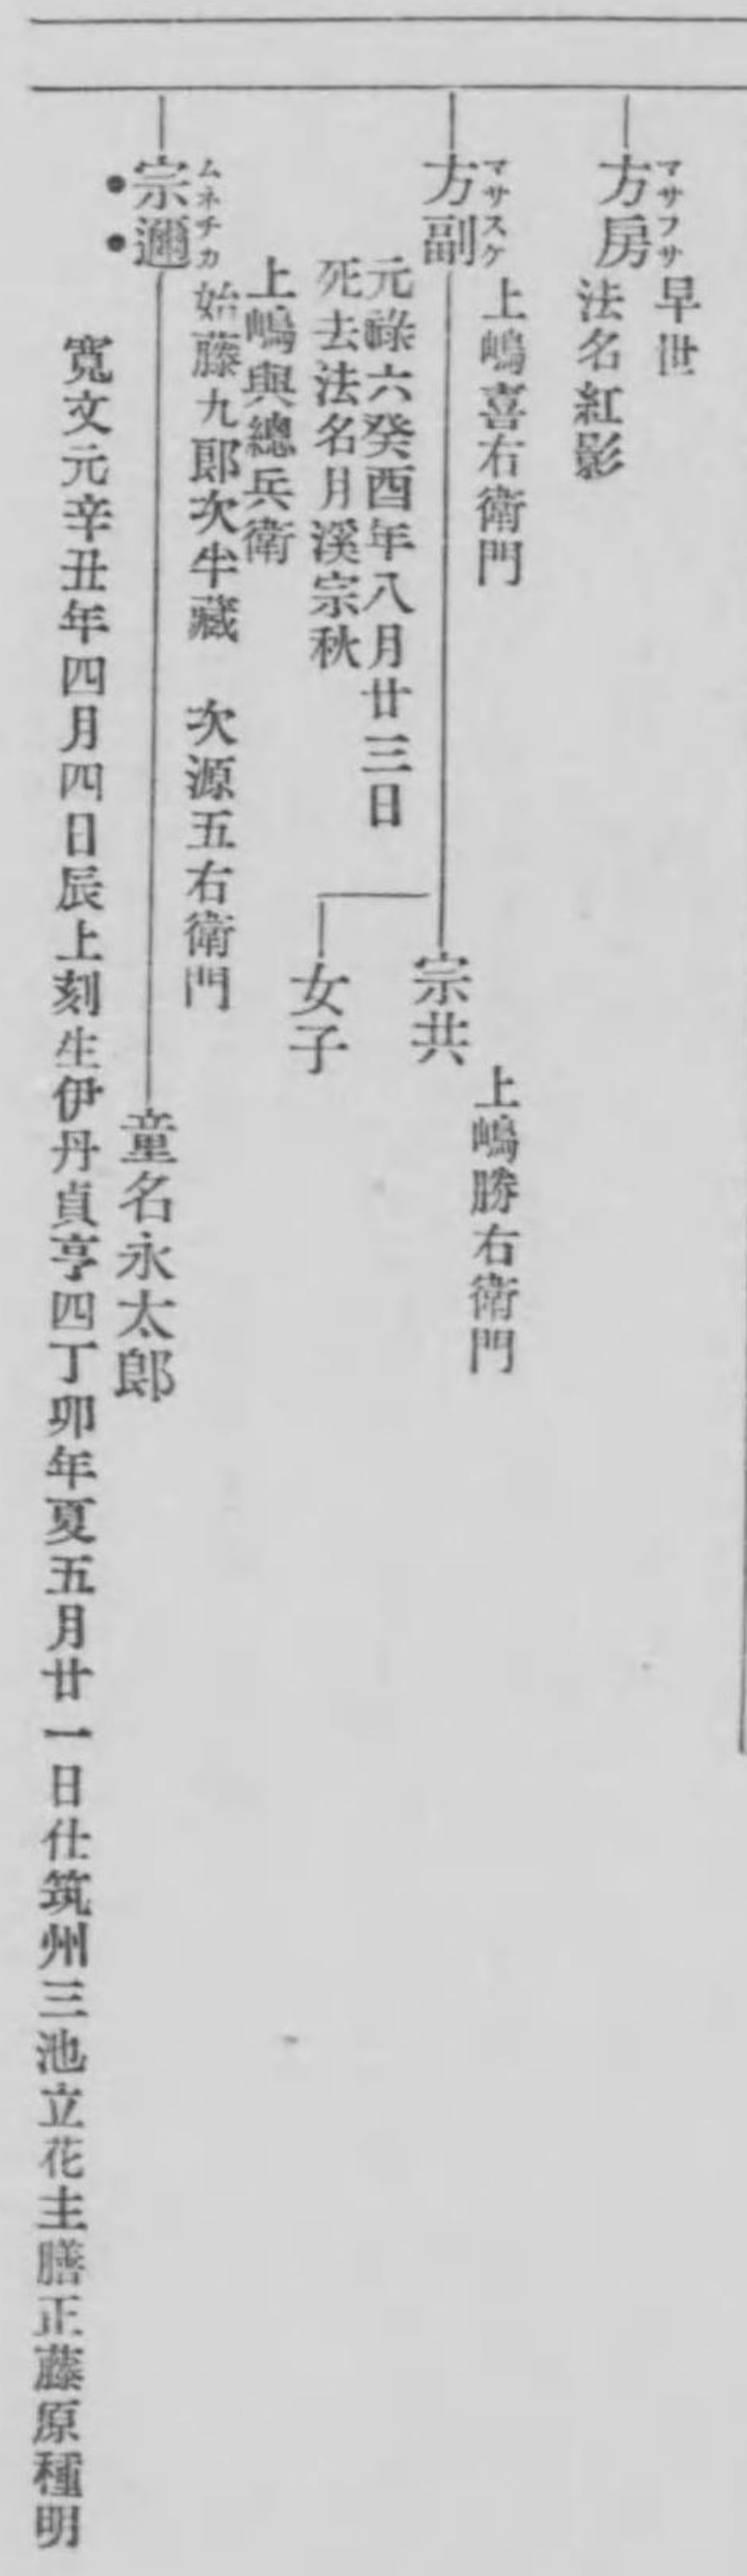 マサフサ
方房
早世
法名紅影
マサスケ
方副
上嶋喜右衛門
元祿六癸酉年八月廿三日
死去法名月溪宗秋
宗共
上嶋勝右衛門
女子
ムネチカ
宗邇
上嶋與總兵衛
始藤九郎次半藏　次源五右衛門
童名永太郎
寬文元辛丑年四月四日辰上刻生伊丹貞享四丁卯年夏五月廿一日仕筑州三池立花主膳正藤原種明